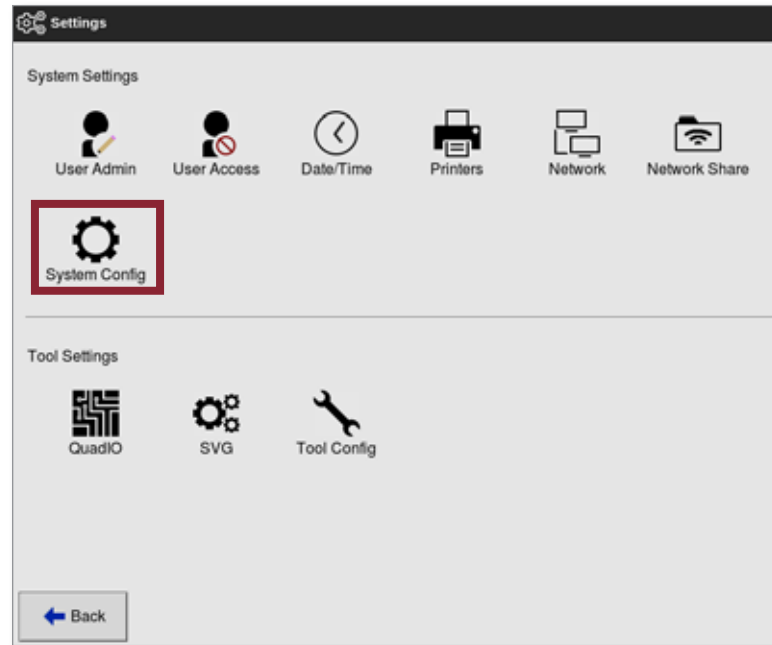 Settings
System Settings
User Admin User Access Date/Time Printers Network Network Share
System Config
Tool Settings
QuadIO SVG Tool Config
Back